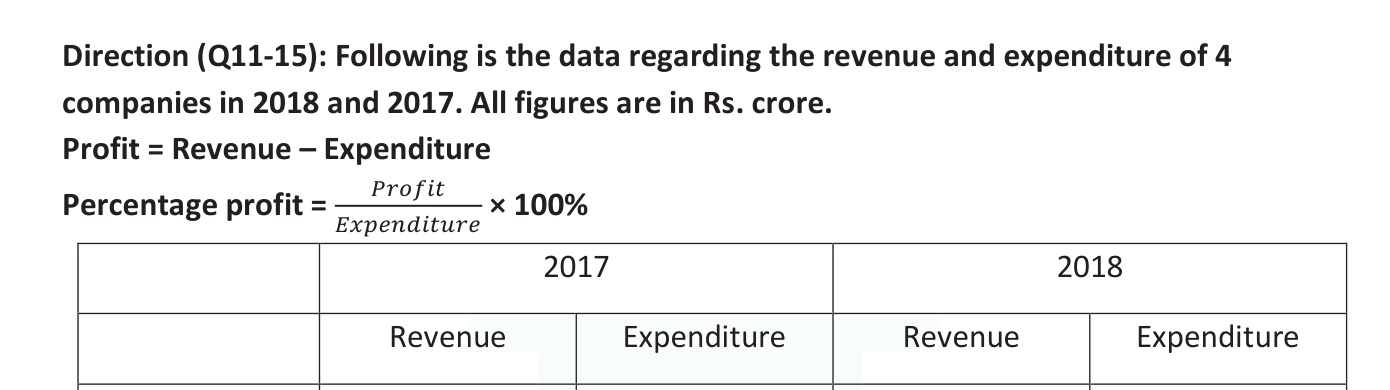 Direction (Q11-15): Following is the data regarding the revenue and expenditure of 4
companies in 2018 and 2017. All figures are in Rs. crore.
Profit = Revenue – Expenditure
Percentage profit = Profit / Expenditure × 100%
2017 2018
Revenue Expenditure Revenue Expenditure